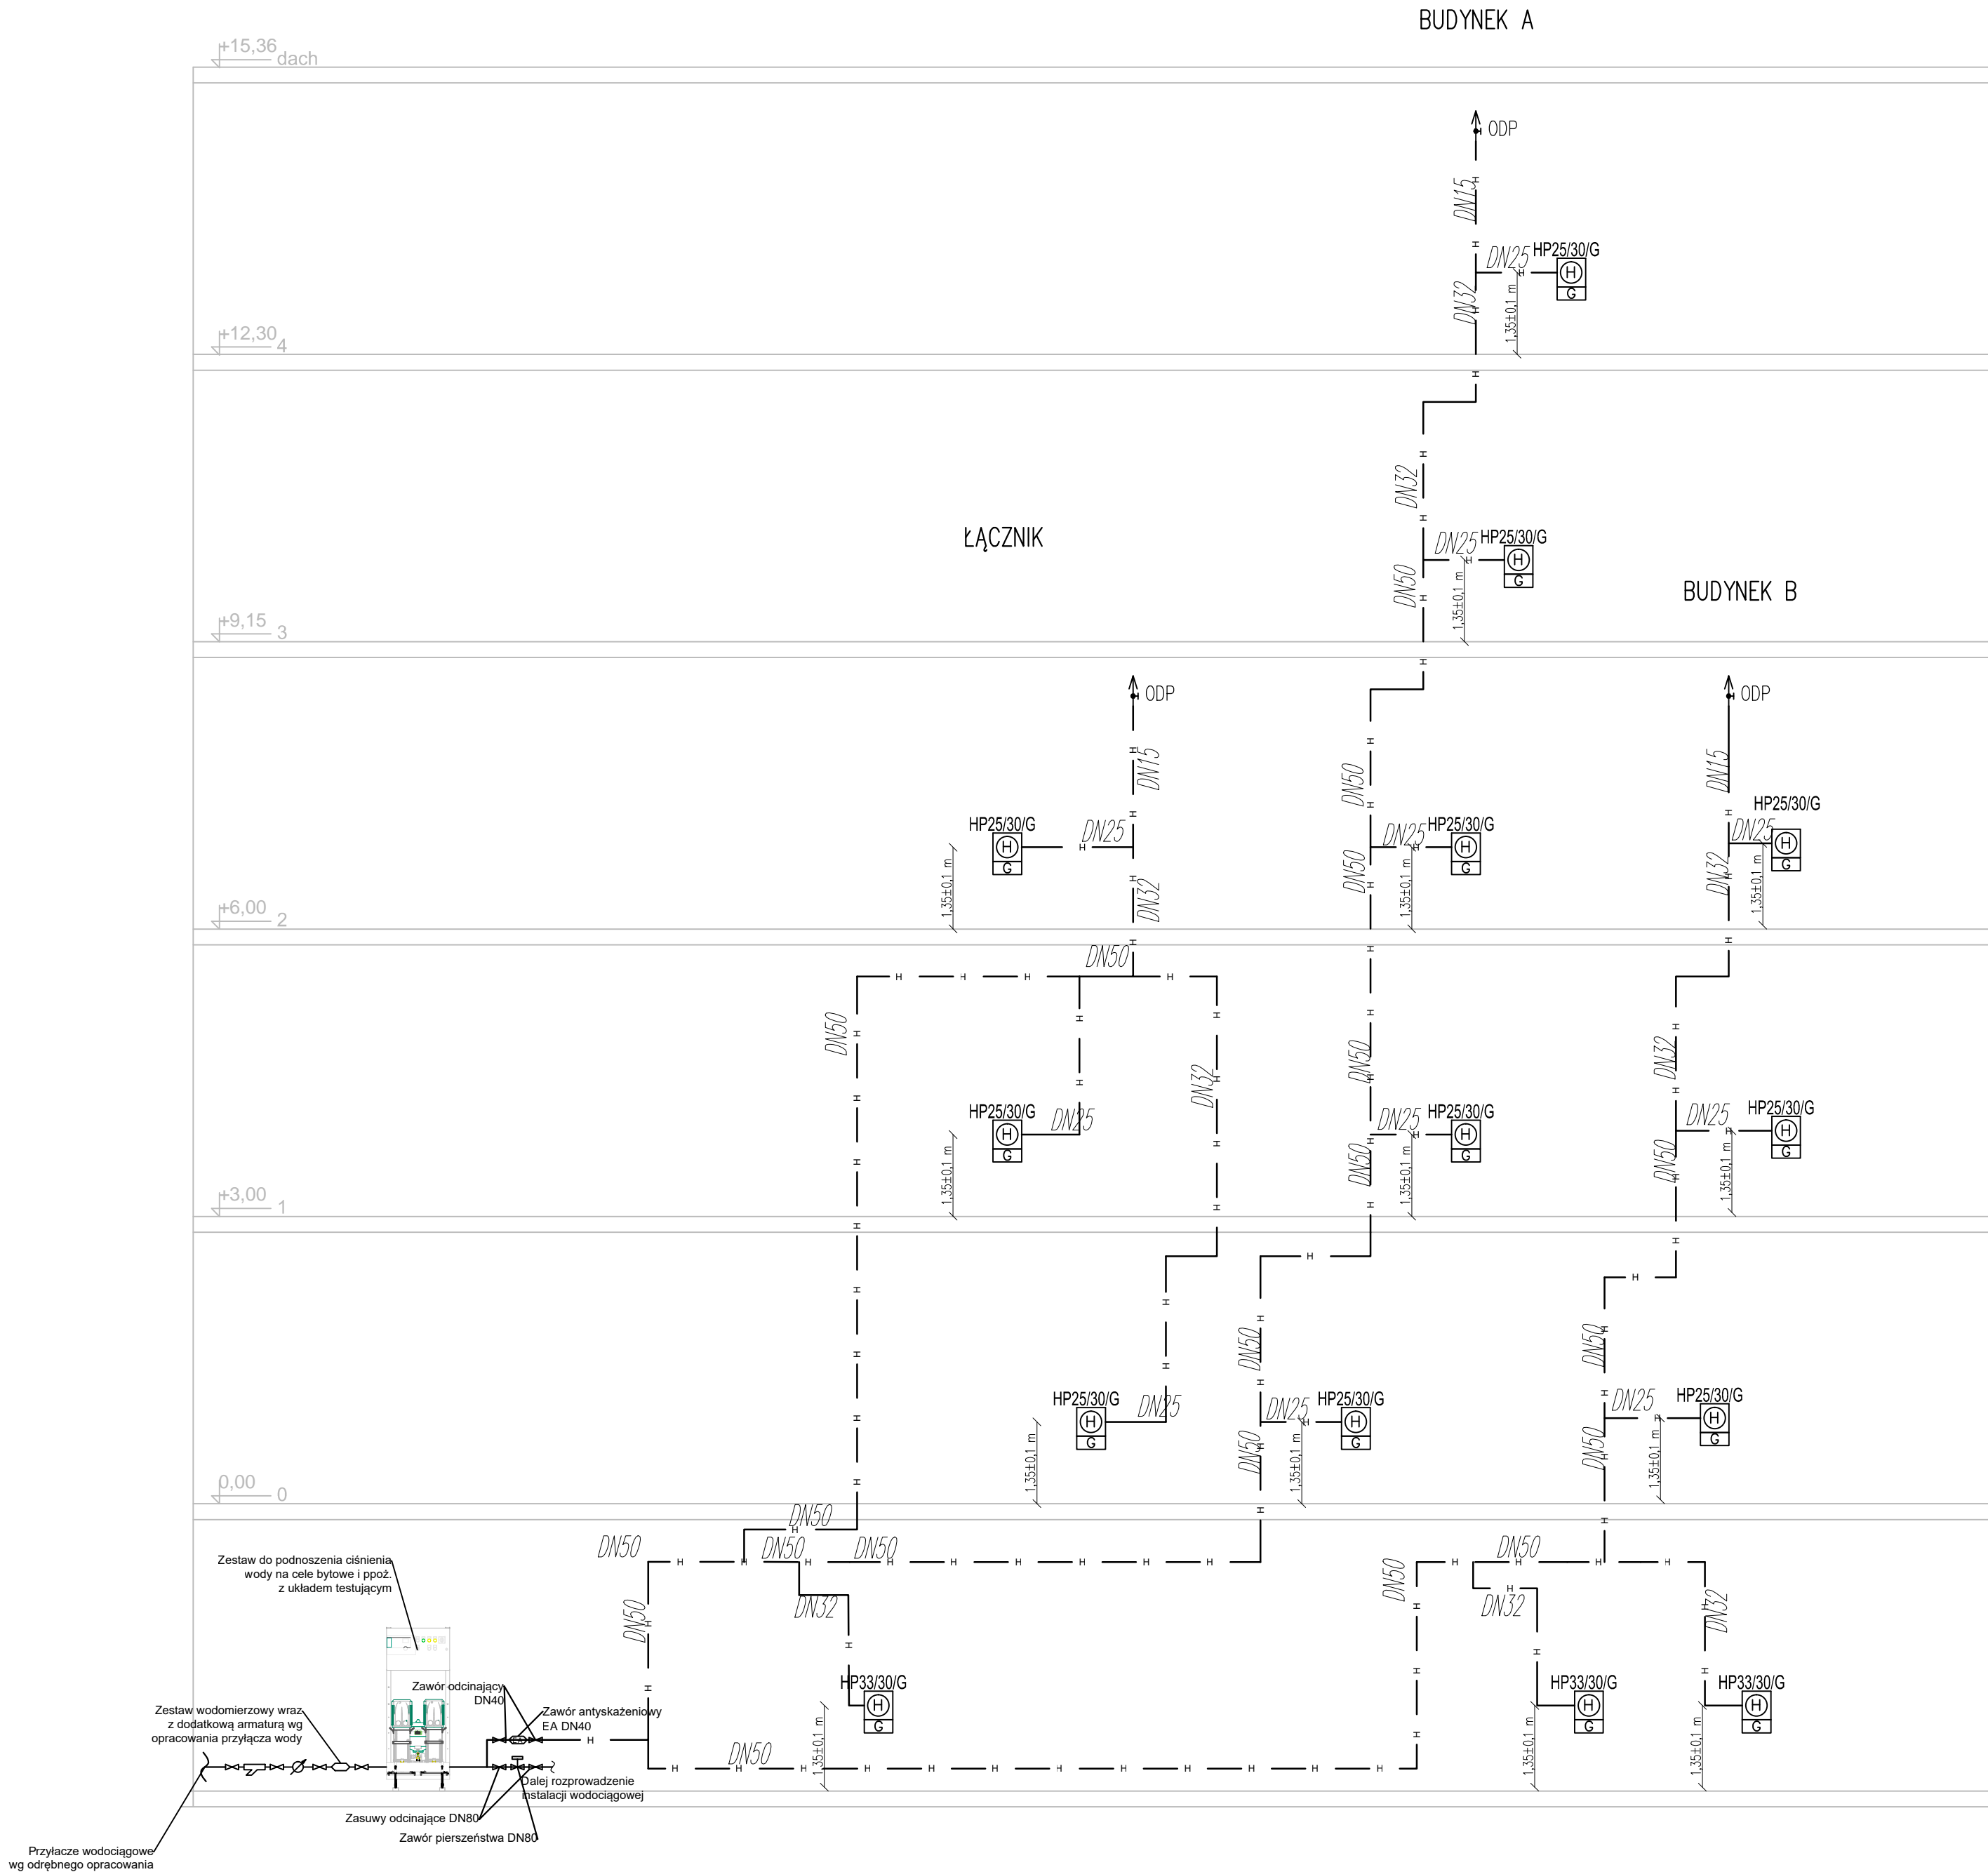 BUDYNEK A
+15,36
dach
ODP
DN15
DN25
HP25/30/G
H
G
DN32
1,35±0,1 m
+12,30
4
DN32
ŁĄCZNIK
DN25
HP25/30/G
H
G
DN50
1,35±0,1 m
BUDYNEK B
+9,15
3
ODP
ODP
DN15
DN50
DN15
HP25/30/G
H
G
DN25
DN25
HP25/30/G
H
G
HP25/30/G
DN25
H
G
1,35±0,1 m
DN32
DN50
1,35±0,1 m
DN32
1,35±0,1 m
+6,00
2
DN50
DN50
DN32
DN50
DN32
HP25/30/G
H
G
DN25
DN25
HP25/30/G
H
G
DN25
HP25/30/G
H
G
1,35±0,1 m
DN50
1,35±0,1 m
DN50
1,35±0,1 m
+3,00
1
DN50
DN50
HP25/30/G
H
G
DN25
DN25
HP25/30/G
H
G
DN25
HP25/30/G
H
G
1,35±0,1 m
DN50
1,35±0,1 m
DN50
1,35±0,1 m
0,00
0
DN50
DN50
DN50
DN50
DN50
DN50
Zestaw do podnoszenia ciśnienia
wody na cele bytowe i ppoż.
z układem testującym
DN50
DN32
DN32
DN32
HP33/30/G
H
G
HP33/30/G
H
G
HP33/30/G
H
G
1,35±0,1 m
1,35±0,1 m
1,35±0,1 m
Zawór odcinający
DN40
Zawór antyskażeniowy
EA DN40
EA
Zestaw wodomierzowy wraz
z dodatkową armaturą wg
opracowania przyłącza wody
DN50
Dalej rozprowadzenie
instalacji wodociągowej
Zasuwy odcinające DN80
Zawór pierszeństwa DN80
Przyłacze wodociągowe
wg odrębnego opracowania